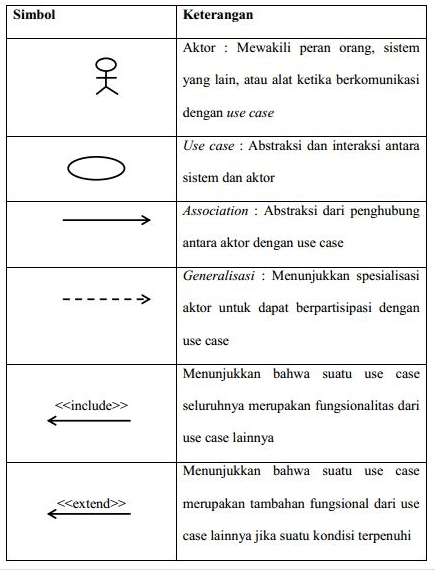 Simbol
Keterangan
Aktor : Mewakili peran orang, sistem
yang lain, atau alat ketika berkomunikasi
dengan use case
Use case : Abstraksi dan interaksi antara
sistem dan aktor
Association : Abstraksi dari penghubung
antara aktor dengan use case
Generalisasi : Menunjukkan spesialisasi
aktor untuk dapat berpartisipasi dengan
use case
<<include>>
Menunjukkan bahwa suatu use case
seluruhnya merupakan fungsionalitas dari
use case lainnya
<<extend>>
Menunjukkan bahwa suatu use case
merupakan tambahan fungsional dari use
case lainnya jika suatu kondisi terpenuhi